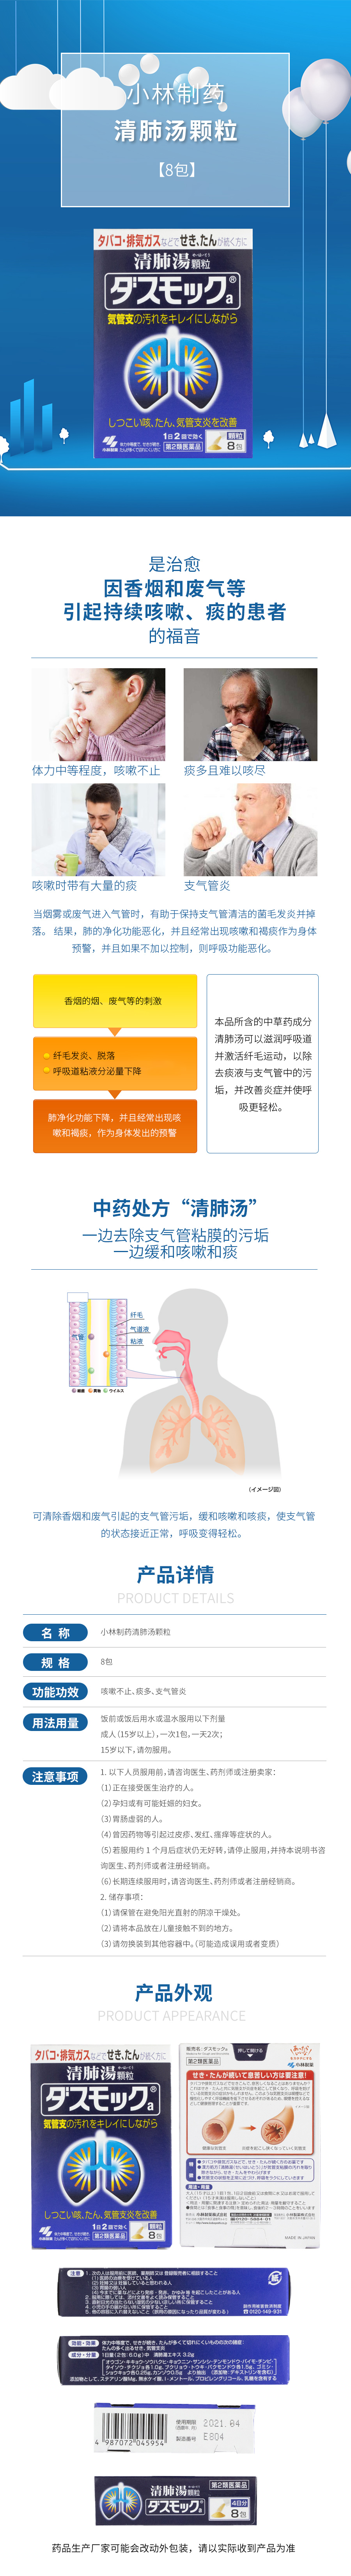 小林制药
清肺汤颗粒
【8包】
タバコ・排気ガスなどでせき、たんが続く方に
清肺湯顆粒
ダスモックa
気管支の汚れをキレイにしながら
しつこい咳、たん、気管支炎を改善
1日2回で効く
第2類医薬品
顆粒
8包
是治愈
因香烟和废气等
引起持续咳嗽、痰的患者
的福音
体力中等程度，咳嗽不止
痰多且难以咳尽
咳嗽时带有大量的痰
支气管炎
当烟雾或废气进入气管时，有助于保持支气管清洁的菌毛发炎并掉
落。 结果，肺的净化功能恶化，并且经常出现咳嗽和褐痰作为身体
预警，并且如果不加以控制，则呼吸功能恶化。
香烟的烟、废气等的刺激
纤毛发炎、脱落
呼吸道粘液分泌量下降
肺净化功能下降，并且经常出现咳
嗽和褐痰，作为身体发出的预警
本品所含的中草药成分
清肺汤可以滋润呼吸道
并激活纤毛运动，以除
去痰液与支气管中的污
垢，并改善炎症并使呼
吸更轻松。
中药处方“清肺汤”
一边去除支气管粘膜的污垢
一边缓和咳嗽和痰
纤毛
气道液
粘液
气管
細菌
異物
ウイルス
（イメージ図）
可清除香烟和废气引起的支气管污垢，缓和咳嗽和咳痰，使支气管
的状态接近正常，呼吸变得轻松。
产品详情
PRODUCT DETAILS
名 称
小林制药清肺汤颗粒
规 格
8包
功能功效
咳嗽不止、痰多、支气管炎
用法用量
饭前或饭后用水或温水服用以下剂量
成人（15岁以上），一次1包，一天2次；
15岁以下，请勿服用。
注意事项
1. 以下人员服用前，请咨询医生、药剂师或注册卖家：
（1）正在接受医生治疗的人。
（2）孕妇或有可能妊娠的妇女。
（3）胃肠虚弱的人。
（4）曾因药物等引起过皮疹、发红、瘙痒等症状的人。
（5）若服用约 1 个月后症状仍无好转，请停止服用，并持本说明书咨
询医生、药剂师或者注册经销商。
（6）长期连续服用时，请咨询医生、药剂师或者注册经销商。
2. 储存事项：
（1）请保管在避免阳光直射的阴凉干燥处。
（2）请将本品放在儿童接触不到的地方。
（3）请勿换装到其他容器中。（可能造成误用或者变质）
产品外观
PRODUCT APPEARANCE
タバコ・排気ガスなどでせき、たんが続く方に
清肺湯顆粒
ダスモックa
気管支の汚れをキレイにしながら
しつこい咳、たん、気管支炎を改善
1日2回で効く
第2類医薬品
顆粒
8包
第2類医薬品
せき・たんが続いて息苦しい方は要注意!
MADE IN JAPAN
注意
0120-149-931
効能・効果
成分・分量
4 987072 045954
使用期限
2021.04
製造番号
EB04
清肺湯顆粒
ダスモックa
第2類医薬品
4日分
8包
药品生产厂家可能会改动外包装，请以实际收到产品为准